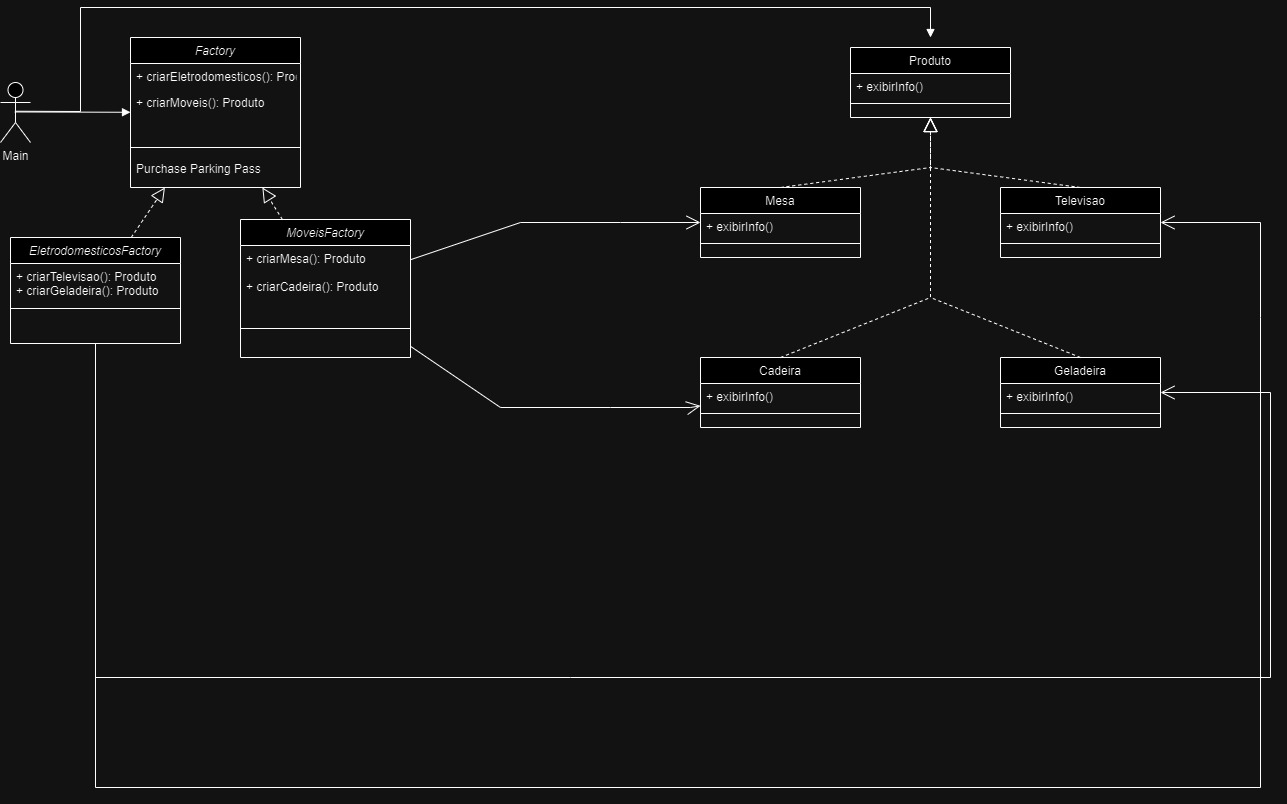 Factory
+ criarEletrodomesticos(): Pro
+ criarMoveis(): Produto
Purchase Parking Pass
Main
Produto
+ exibirInfo()
EletrodomesticosFactory
+ criarTelevisao(): Produto
+ criarGeladeira(): Produto
MoveisFactory
+ criarMesa(): Produto
+ criarCadeira(): Produto
Mesa
+ exibirInfo()
Televisao
+ exibirInfo()
Cadeira
+ exibirInfo()
Geladeira
+ exibirInfo()